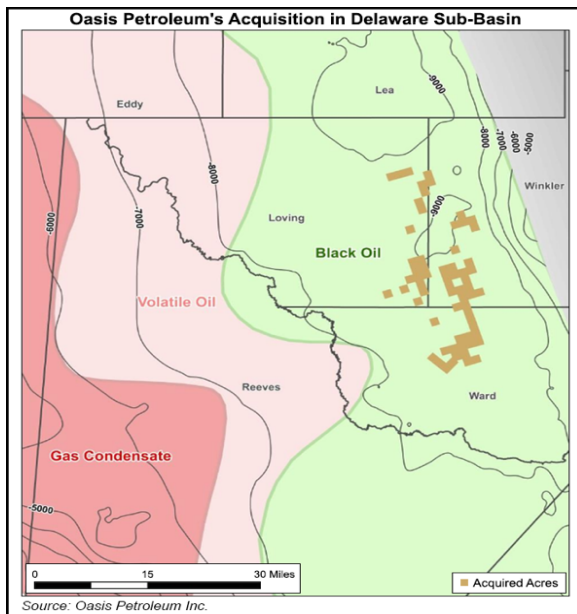 Oasis Petroleum's Acquisition in Delaware Sub-Basin
Lea
Eddy
-9000
-8000
-7000
-6000
-5000
Winkler
-8000
-6000
-7000
-9000
Loving
Black Oil
Volatile Oil
Reeves
Ward
Gas Condensate
-5000
0 15 30 Miles
Acquired Acres
Source: Oasis Petroleum Inc.